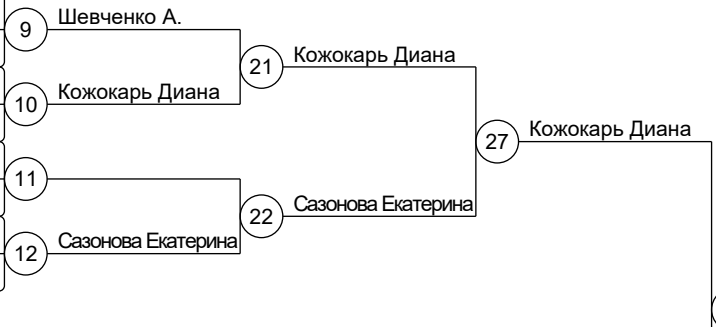 9 Шевченко А.
21 Кожокарь Диана
10 Кожокарь Диана
27 Кожокарь Диана
11
22 Сазонова Екатерина
12 Сазонова Екатерина